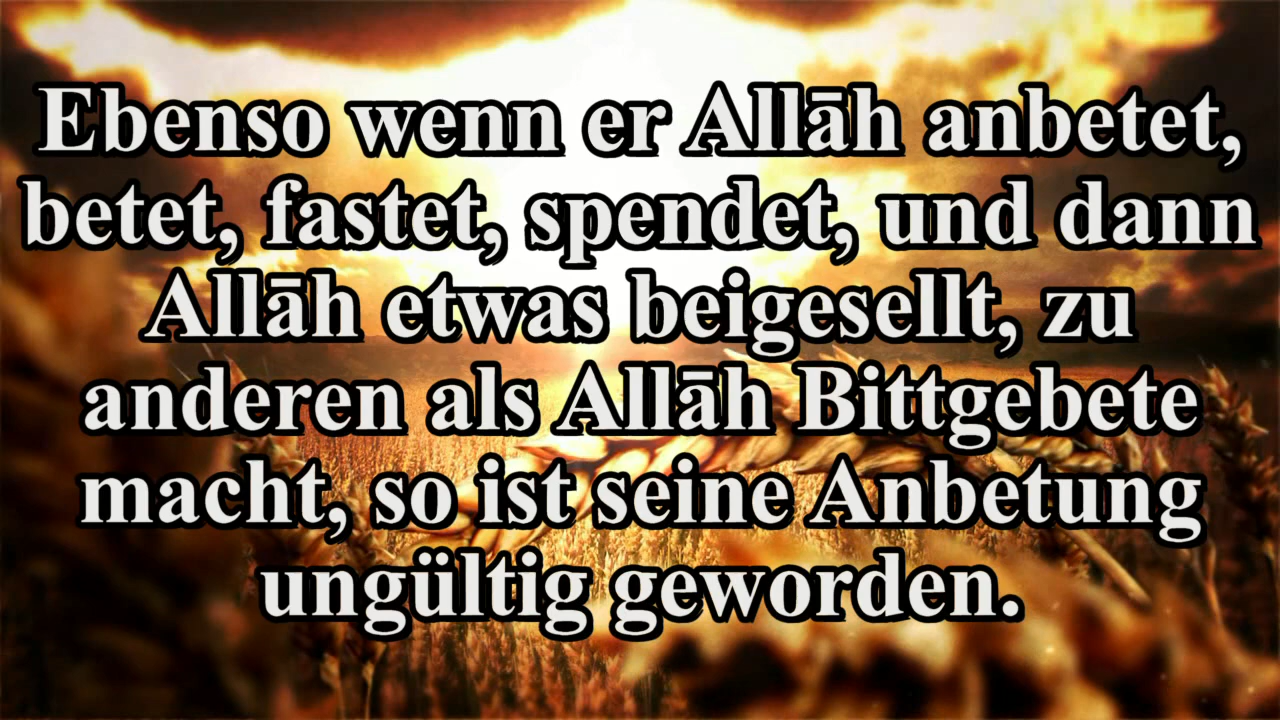 Ebenso wenn er Allāh anbetet,
betet, fastet, spendet, und dann
Allāh etwas beigesellt, zu
anderen als Allāh Bittgebete
macht, so ist seine Anbetung
ungültig geworden.